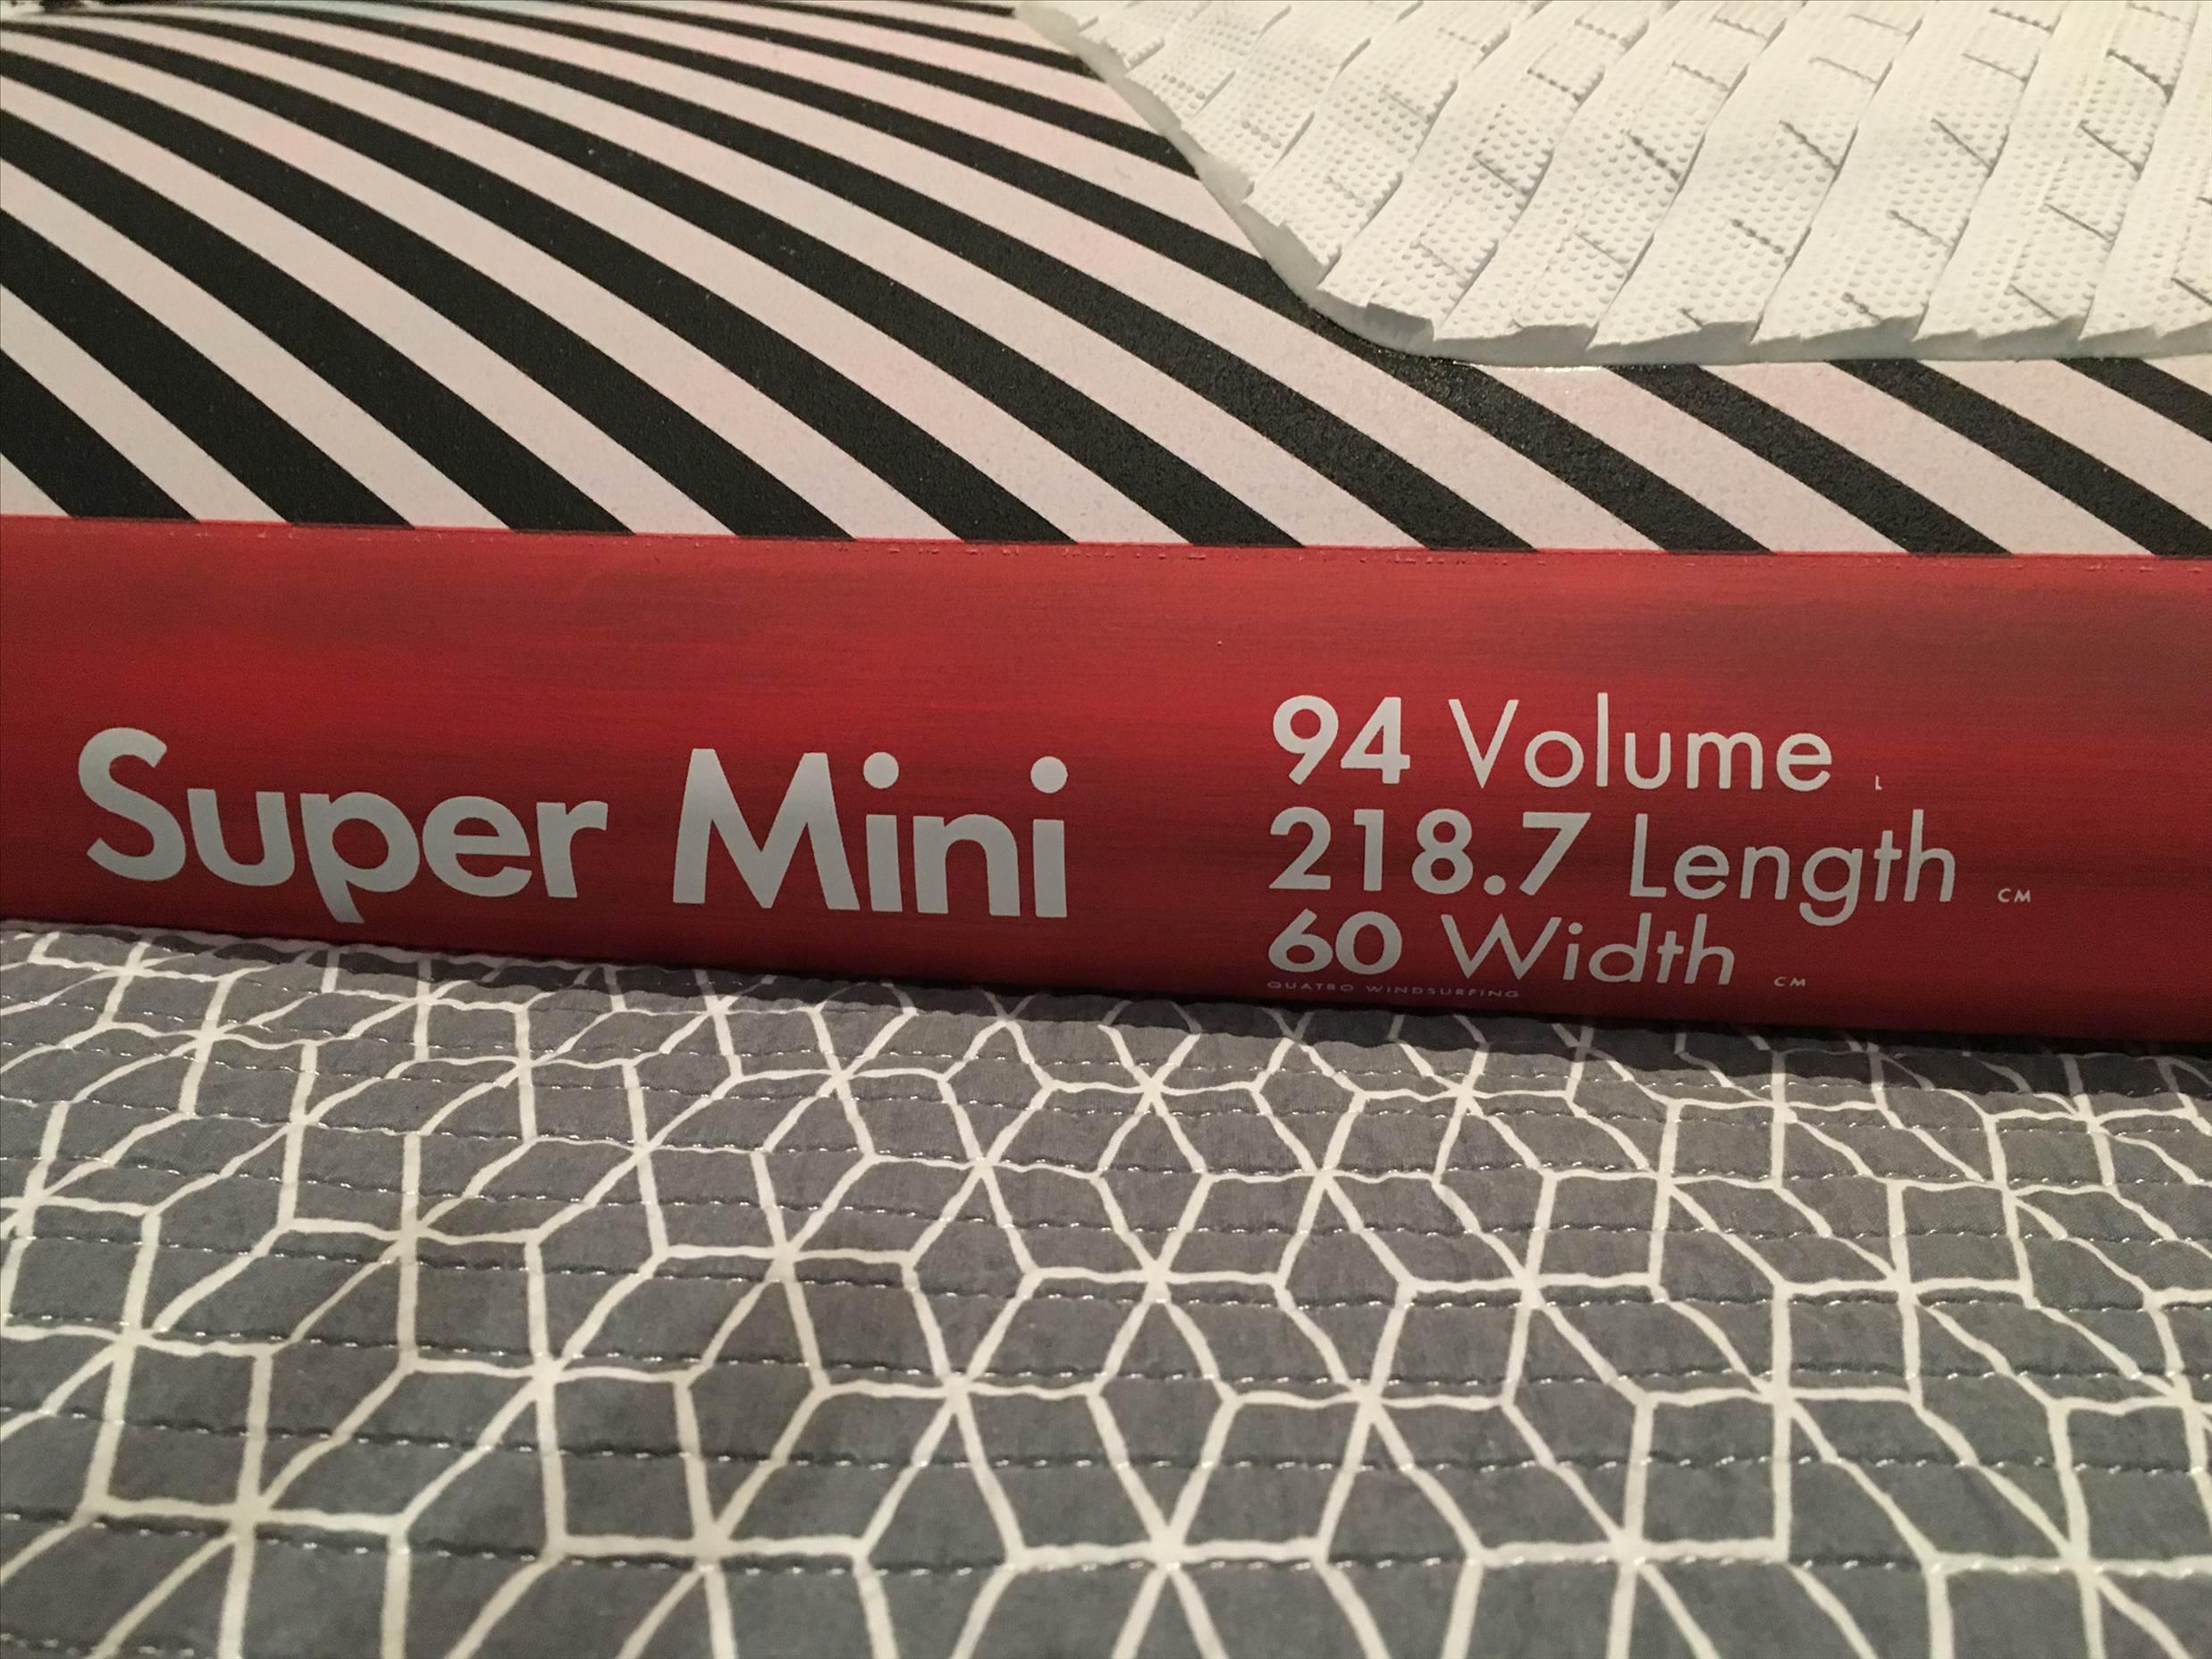 Super Mini
94 Volume L
218.7 Length CM
60 Width CM
QUATRO WINDSURFING